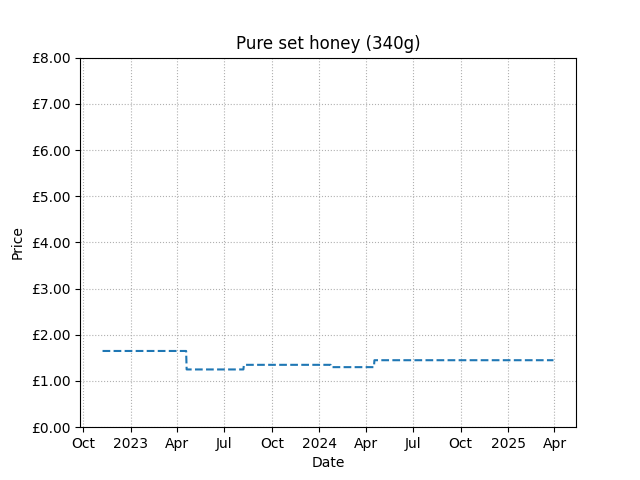 Pure set honey (340g)
£8.00
£7.00
£6.00
£5.00
£4.00
£3.00
£2.00
£1.00
£0.00
Price
Oct 2023 Apr Jul Oct 2024 Apr Jul Oct 2025 Apr
Date